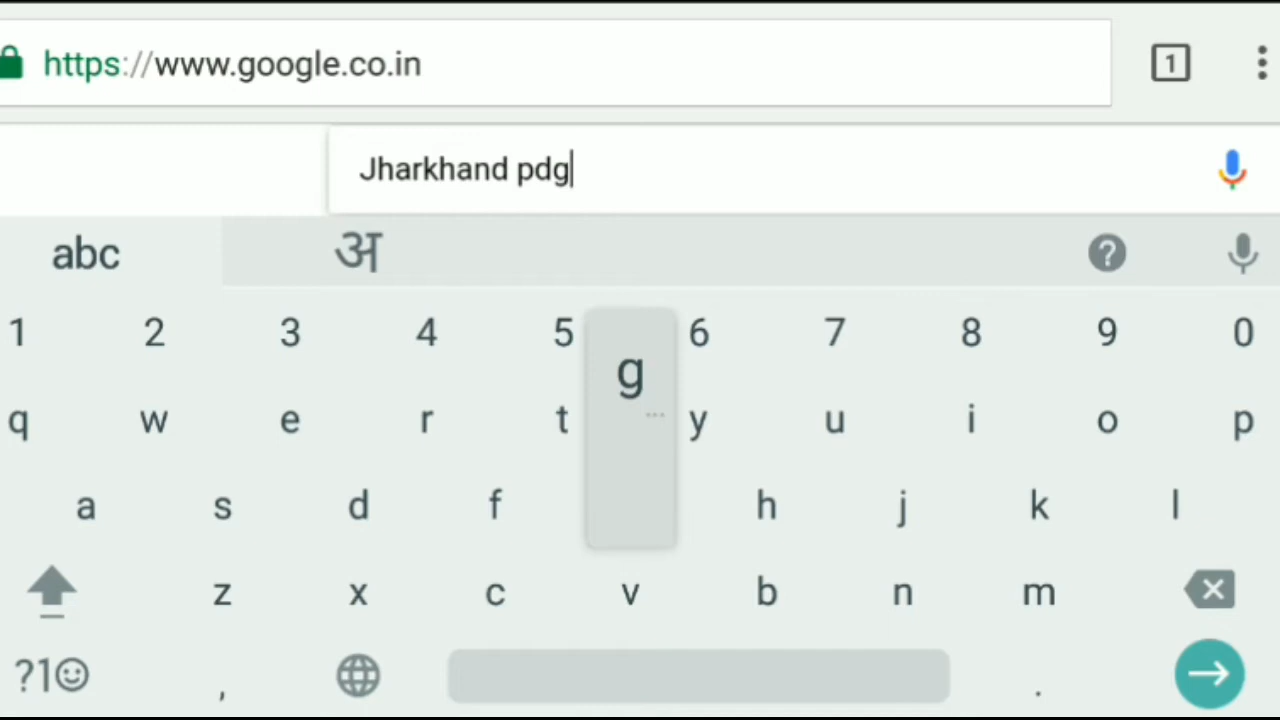 https://www.google.co.in 1
Jharkhand pdg
abc अ ?
1 2 3 4 5 6 7 8 9 0
g
q w e r t y u i o p
a s d f h j k l
z x c v b n m
?1☺ , .